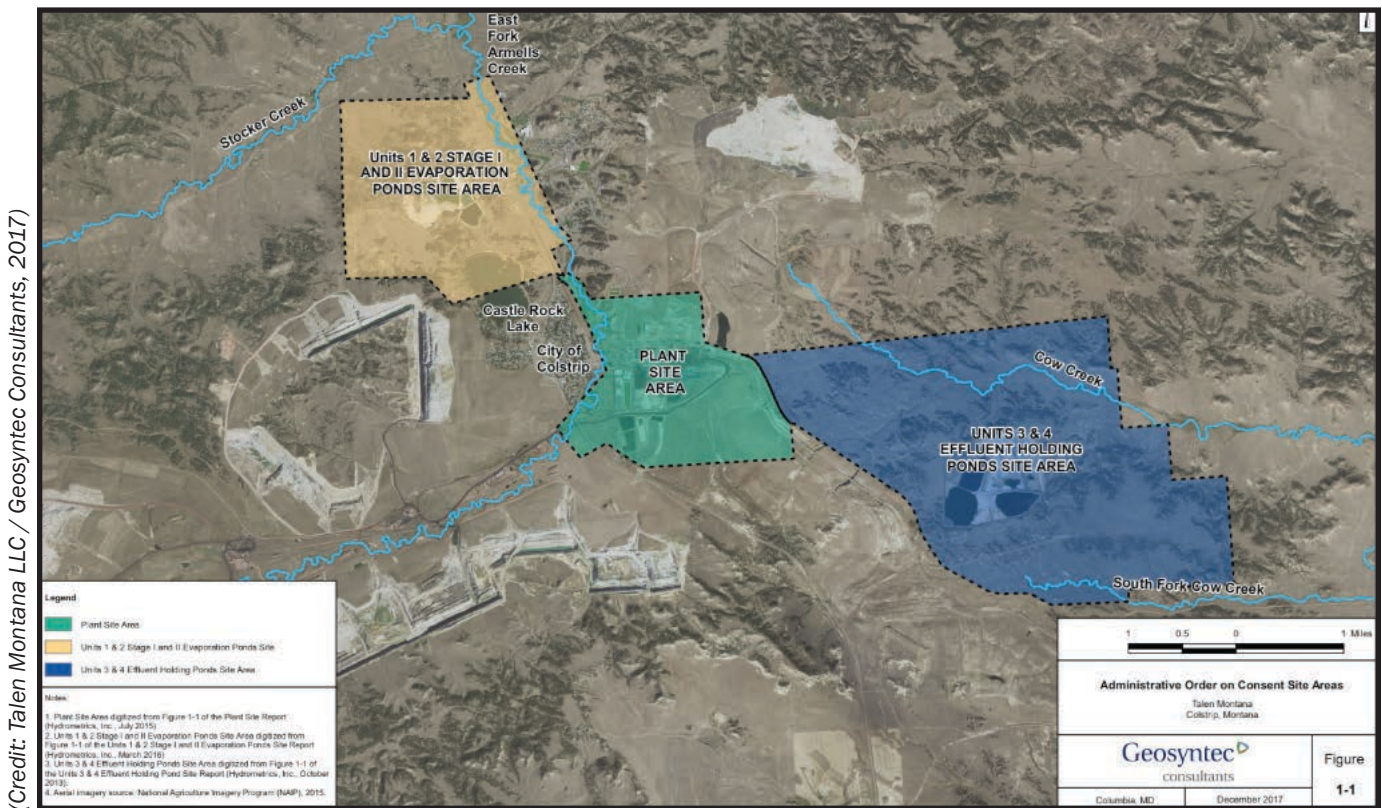 (Credit: Talen Montana LLC / Geosyntec Consultants, 2017)
East
Fork
Armells
Creek
Stocker Creek
Units 1 & 2 STAGE I
AND II EVAPORATION
PONDS SITE AREA
Castle Rock
Lake
City of
Colstrip
PLANT
SITE
AREA
Cow Creek
UNITS 3 & 4
EFFLUENT HOLDING
PONDS SITE AREA
South Fork Cow Creek
Legend
Plant Site Area
Units 1 & 2 Stage I and II Evaporation Ponds Site
Units 3 & 4 Effluent Holding Ponds Site Area
Notes:
1. Plant Site Area digitized from Figure 1-1 of the Plant Site Report
(Hydrometrics, Inc., July 2015)
2. Units 1 & 2 Stage I and II Evaporation Ponds Site Area digitized from
Figure 1-1 of the Units 1 & 2 Stage I and II Evaporation Ponds Site Report
(Hydrometrics, Inc., March 2016)
3. Units 3 & 4 Effluent Holding Ponds Site Area digitized from Figure 1-1 of
the Units 3 & 4 Effluent Holding Pond Site Report (Hydrometrics, Inc., October
2013).
4. Aerial imagery source: National Agriculture Imagery Program (NAIP), 2015.
1 0.5 0 1 Miles
Administrative Order on Consent Site Areas
Talen Montana
Colstrip, Montana
Geosyntec
consultants
Figure
1-1
Columbia, MD
December 2017